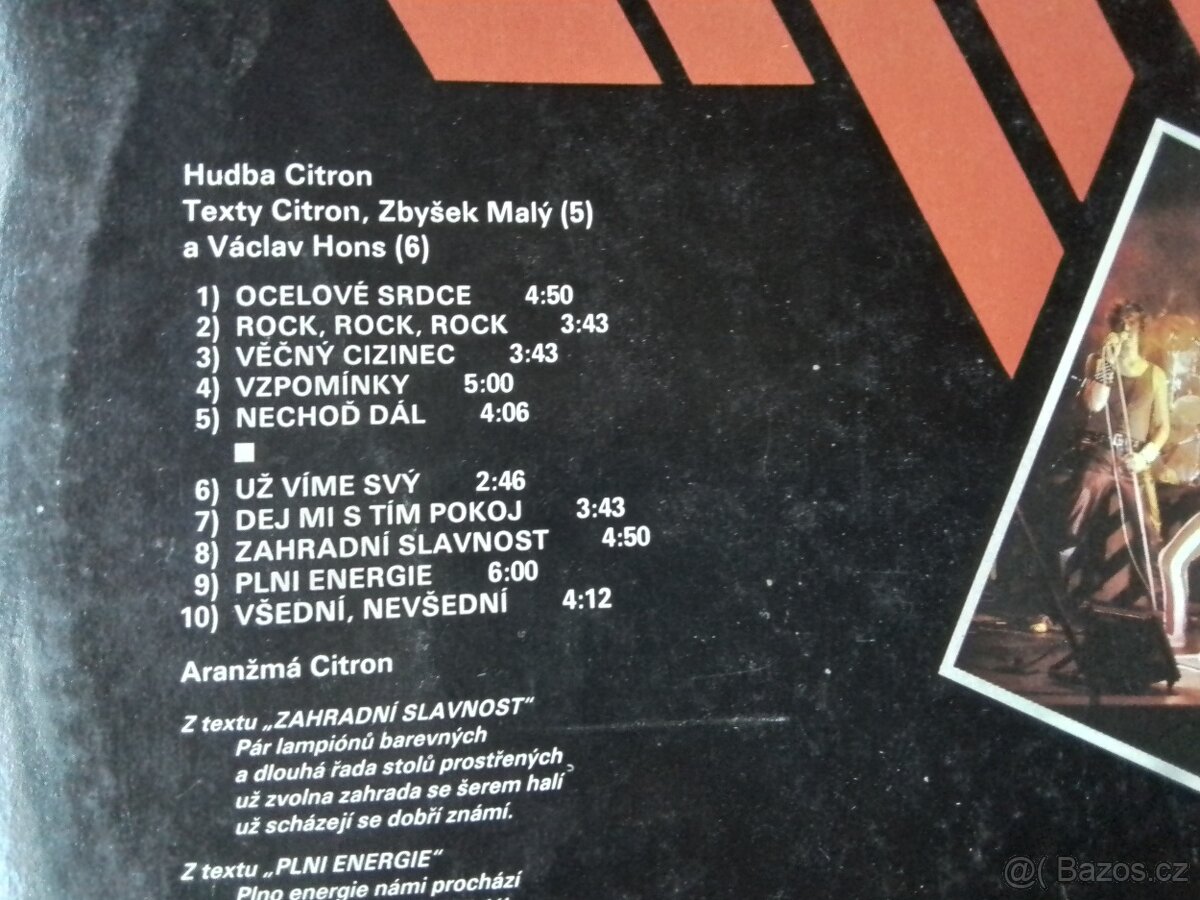 Hudba Citron
Texty Citron, Zbyšek Malý (5)
a Václav Hons (6)
1) OCELOVÉ SRDCE 4:50
2) ROCK, ROCK, ROCK 3:43
3) VĚČNÝ CIZINEC 3:43
4) VZPOMÍNKY 5:00
5) NECHOĎ DÁL 4:06
6) UŽ VÍME SVÝ 2:46
7) DEJ MI S TÍM POKOJ 3:43
8) ZAHRADNÍ SLAVNOST 4:50
9) PLNI ENERGIE 6:00
10) VŠEDNÍ, NEVŠEDNÍ 4:12
Aranžmá Citron
Z textu „ZAHRADNÍ SLAVNOST“
Pár lampiónů barevných
a dlouhá řada stolů prostřených
už zvolna zahrada se šerem halí
už scházejí se dobří známí.
Z textu „PLNI ENERGIE“
Plno energie námi prochází
@( Bazos.cz